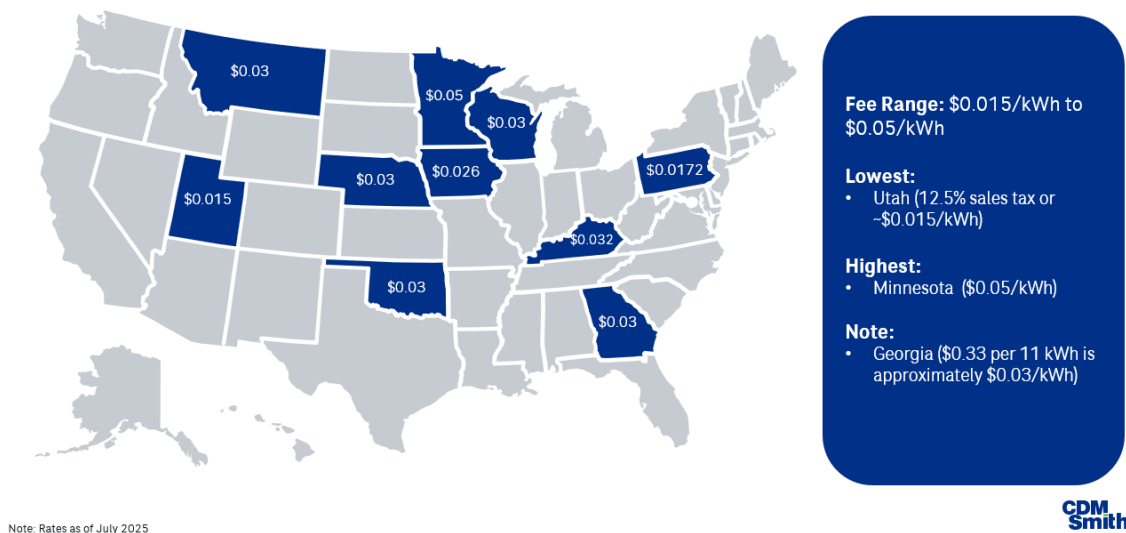 $0.03
$0.05
$0.03
$0.0172
$0.026
$0.03
$0.015
$0.032
$0.03
$0.03
Fee Range: $0.015/kWh to
$0.05/kWh
Lowest:
• Utah (12.5% sales tax or
~$0.015/kWh)
Highest:
• Minnesota ($0.05/kWh)
Note:
• Georgia ($0.33 per 11 kWh is
approximately $0.03/kWh)
CDM
Smith
Note: Rates as of July 2025